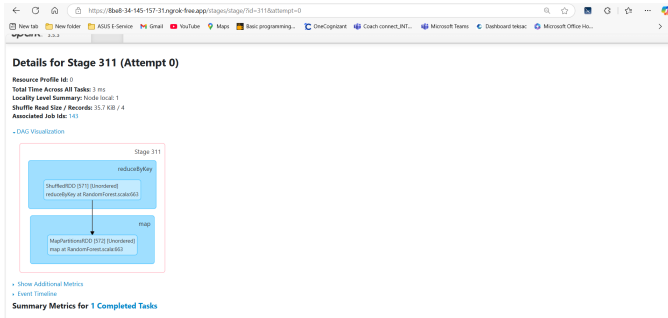 https://8be8-34-145-157-31.ngrok-free.app/stages/stage/?id=311&attempt=0
New tab New folder ASUS E-Service Gmail YouTube Maps Basic programming... OneCognizant Coach connect_INT... Microsoft Teams Dashboard teksac Microsoft Office Ho...
Spark 3.5.3
Details for Stage 311 (Attempt 0)
Resource Profile Id: 0
Total Time Across All Tasks: 3 ms
Locality Level Summary: Node local: 1
Shuffle Read Size / Records: 35.7 KiB / 4
Associated Job Ids: 141
DAG Visualization
Stage 311
reduceByKey
ShuffledRDD [571] [Unordered]
reduceByKey at RandomForest.scala:663
map
MapPartitionsRDD [572] [Unordered]
map at RandomForest.scala:663
Show Additional Metrics
Event Timeline
Summary Metrics for 1 Completed Tasks